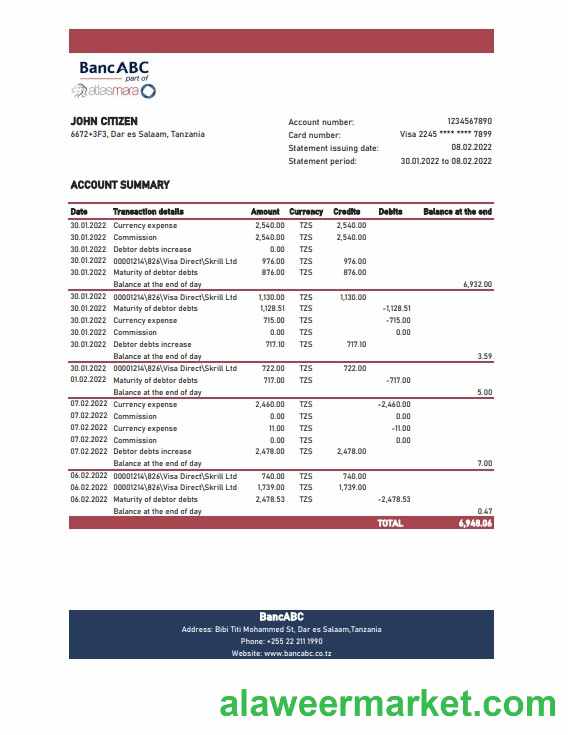 BancABC
part of
atlasmara
JOHN CITIZEN
6672+3F3, Dar es Salaam, Tanzania
Account number: 1234567890
Card number: Visa 2245 **** **** 7899
Statement issuing date: 08.02.2022
Statement period: 30.01.2022 to 08.02.2022
ACCOUNT SUMMARY
Date Transaction details Amount Currency Credits Debits Balance at the end
30.01.2022 Currency expense 2,540.00 TZS 2,540.00
30.01.2022 Commission 2,540.00 TZS 2,540.00
30.01.2022 Debtor debts increase 0.00 TZS
30.01.2022 00001214\826\Visa Direct\Skrill Ltd 976.00 TZS 976.00
30.01.2022 Maturity of debtor debts 876.00 TZS 876.00
Balance at the end of day 6,932.00
30.01.2022 00001214\826\Visa Direct\Skrill Ltd 1,130.00 TZS 1,130.00
30.01.2022 Maturity of debtor debts 1,128.51 TZS -1,128.51
30.01.2022 Currency expense 715.00 TZS -715.00
30.01.2022 Commission 0.00 TZS 0.00
30.01.2022 Debtor debts increase 717.10 TZS 717.10
Balance at the end of day 3.59
30.01.2022 00001214\826\Visa Direct\Skrill Ltd 722.00 TZS 722.00
01.02.2022 Maturity of debtor debts 717.00 TZS -717.00
Balance at the end of day 5.00
07.02.2022 Currency expense 2,460.00 TZS -2,460.00
07.02.2022 Commission 0.00 TZS 0.00
07.02.2022 Currency expense 11.00 TZS -11.00
07.02.2022 Commission 0.00 TZS 0.00
07.02.2022 Debtor debts increase 2,478.00 TZS 2,478.00
Balance at the end of day 7.00
06.02.2022 00001214\826\Visa Direct\Skrill Ltd 740.00 TZS 740.00
06.02.2022 00001214\826\Visa Direct\Skrill Ltd 1,739.00 TZS 1,739.00
06.02.2022 Maturity of debtor debts 2,478.53 TZS -2,478.53
Balance at the end of day 0.47
TOTAL 6,948.06
BancABC
Address: Bibi Titi Mohammed St, Dar es Salaam,Tanzania
Phone: +255 22 211 1990
Website: www.bancabc.co.tz
alaweermarket.com